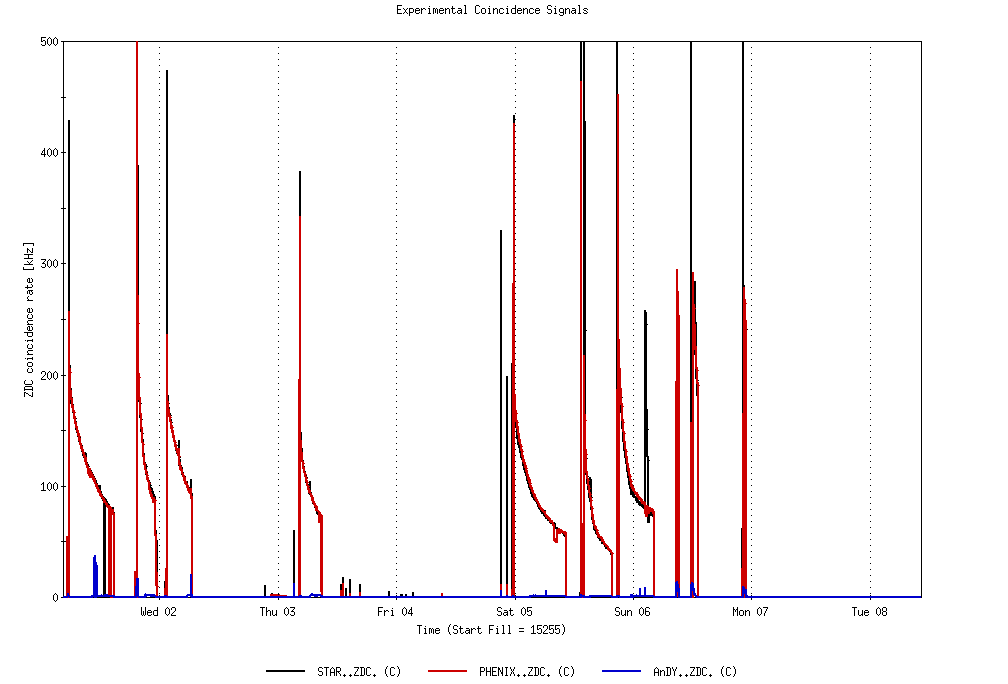 Experimental Coincidence Signals
500
400
300
200
100
0
ZDC coincidence rate [kHz]
Wed 02 Thu 03 Fri 04 Sat 05 Sun 06 Mon 07 Tue 08
Time (Start Fill = 15255)
STAR..ZDC. (C) PHENIX..ZDC. (C) AnDY..ZDC. (C)